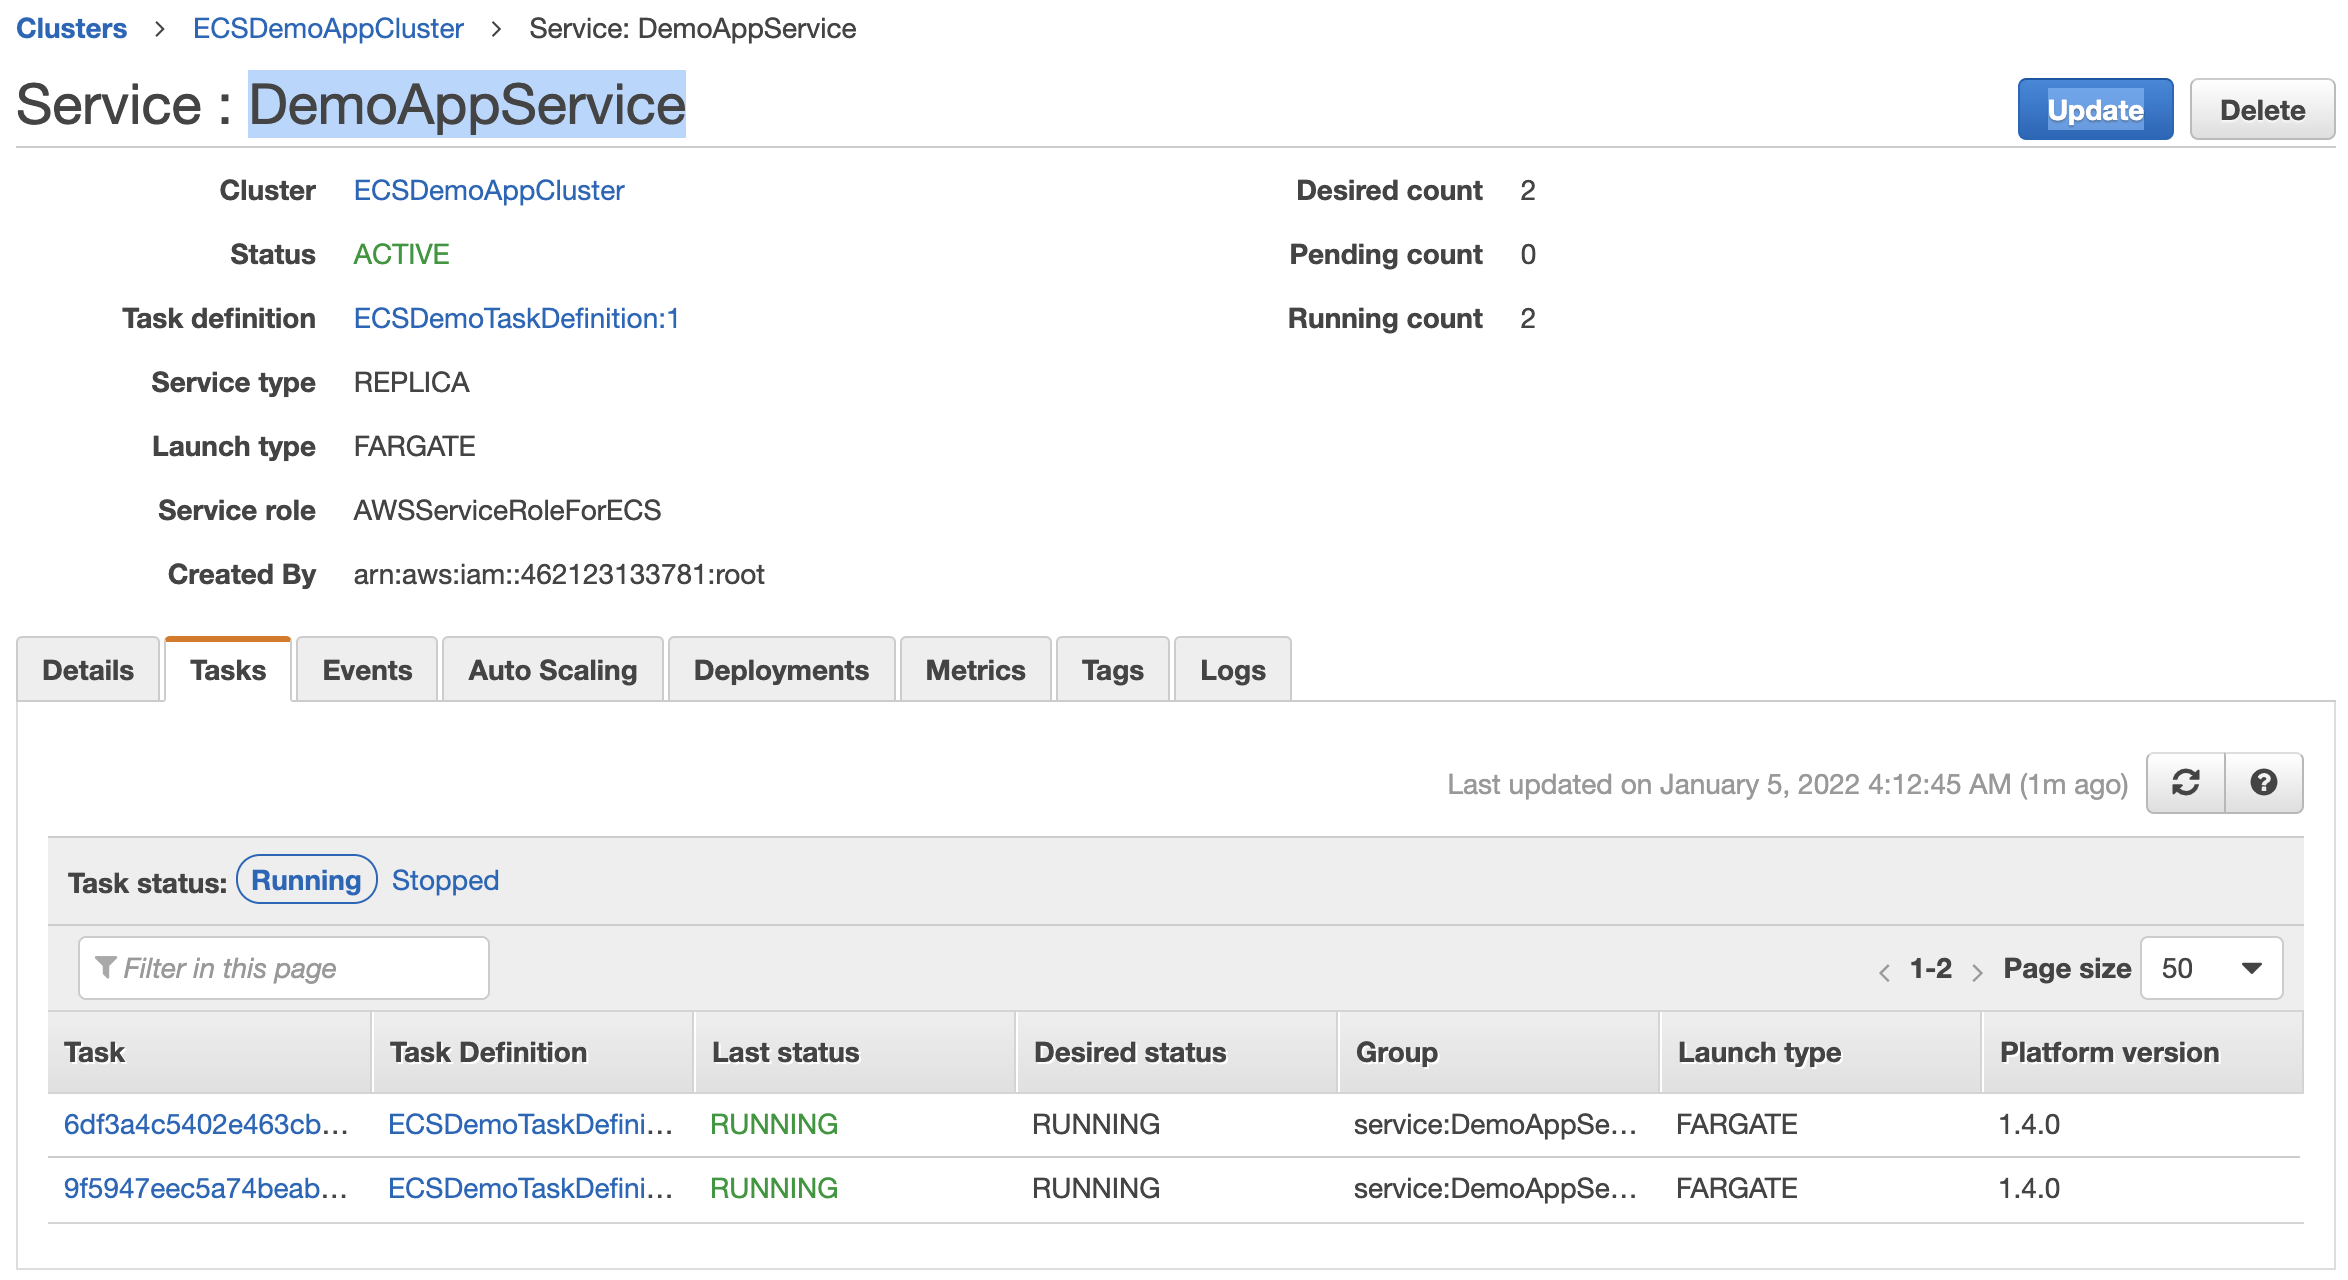 Clusters > ECSDemoAppCluster > Service: DemoAppService
Service : DemoAppService
Update Delete
Cluster ECSDemoAppCluster Desired count 2
Status ACTIVE Pending count 0
Task definition ECSDemoTaskDefinition:1 Running count 2
Service type REPLICA
Launch type FARGATE
Service role AWSServiceRoleForECS
Created By arn:aws:iam::462123133781:root
Details Tasks Events Auto Scaling Deployments Metrics Tags Logs
Last updated on January 5, 2022 4:12:45 AM (1m ago)
Task status: Running Stopped
Filter in this page < 1-2 > Page size 50
Task Task Definition Last status Desired status Group Launch type Platform version
6df3a4c5402e463cb... ECSDemoTaskDefini... RUNNING RUNNING service:DemoAppSe... FARGATE 1.4.0
9f5947eec5a74beab... ECSDemoTaskDefini... RUNNING RUNNING service:DemoAppSe... FARGATE 1.4.0